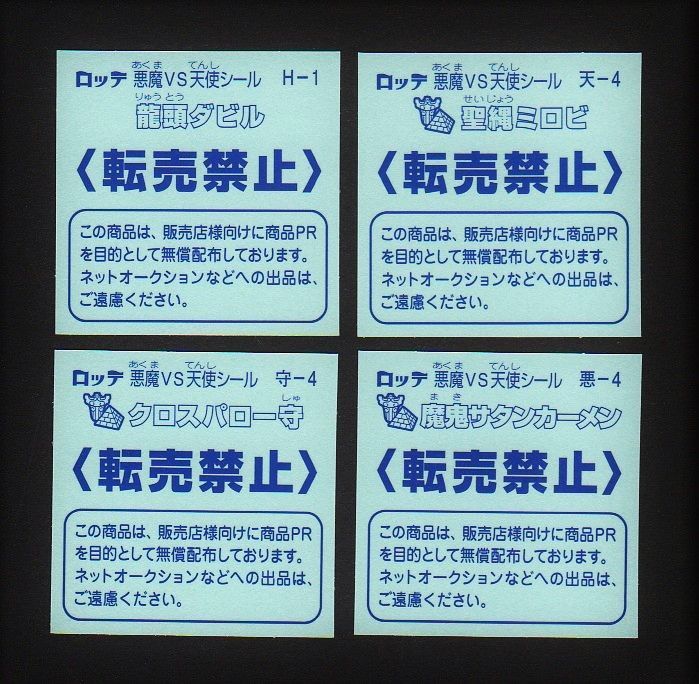 あくま てんし
ロッテ 悪魔VS天使シール H-1
りゅうとう
龍頭ダビル
〈転売禁止〉
この商品は、販売店様向けに商品PR
を目的として無償配布しております。
ネットオークションなどへの出品は、
ご遠慮ください。
あくま てんし
ロッテ 悪魔VS天使シール 天-4
せいじょう
聖縄ミロビ
〈転売禁止〉
この商品は、販売店様向けに商品PR
を目的として無償配布しております。
ネットオークションなどへの出品は、
ご遠慮ください。
あくま てんし
ロッテ 悪魔VS天使シール 守-4
しゅ
クロスパロー守
〈転売禁止〉
この商品は、販売店様向けに商品PR
を目的として無償配布しております。
ネットオークションなどへの出品は、
ご遠慮ください。
あくま てんし
ロッテ 悪魔VS天使シール 悪-4
まき
魔鬼サタンカーメン
〈転売禁止〉
この商品は、販売店様向けに商品PR
を目的として無償配布しております。
ネットオークションなどへの出品は、
ご遠慮ください。